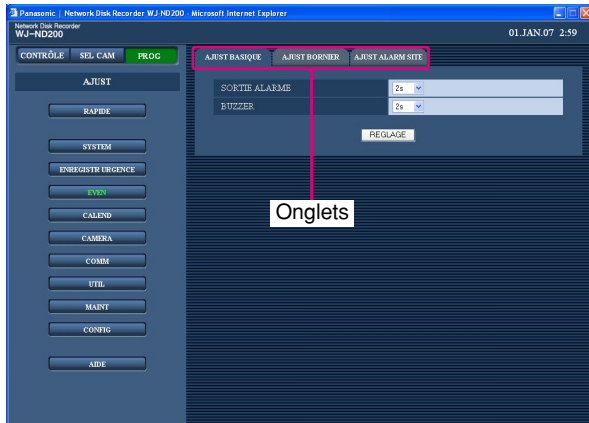 Panasonic | Network Disk Recorder WJ-ND200 - Microsoft Internet Explorer
Network Disk Recorder
WJ-ND200
01.JAN.07 2:59
CONTRÔLE SEL CAM PROG
AJUST BASIQUE AJUST BORNIER AJUST ALARM SITE
AJUST
SORTIE ALARME 2s
BUZZER 2s
REGLAGE
RAPIDE
SYSTEM
ENREGISTR URGENCE
EVEN
CALEND
CAMERA
COMM
UTIL
MAINT
CONFIG
AIDE
Onglets